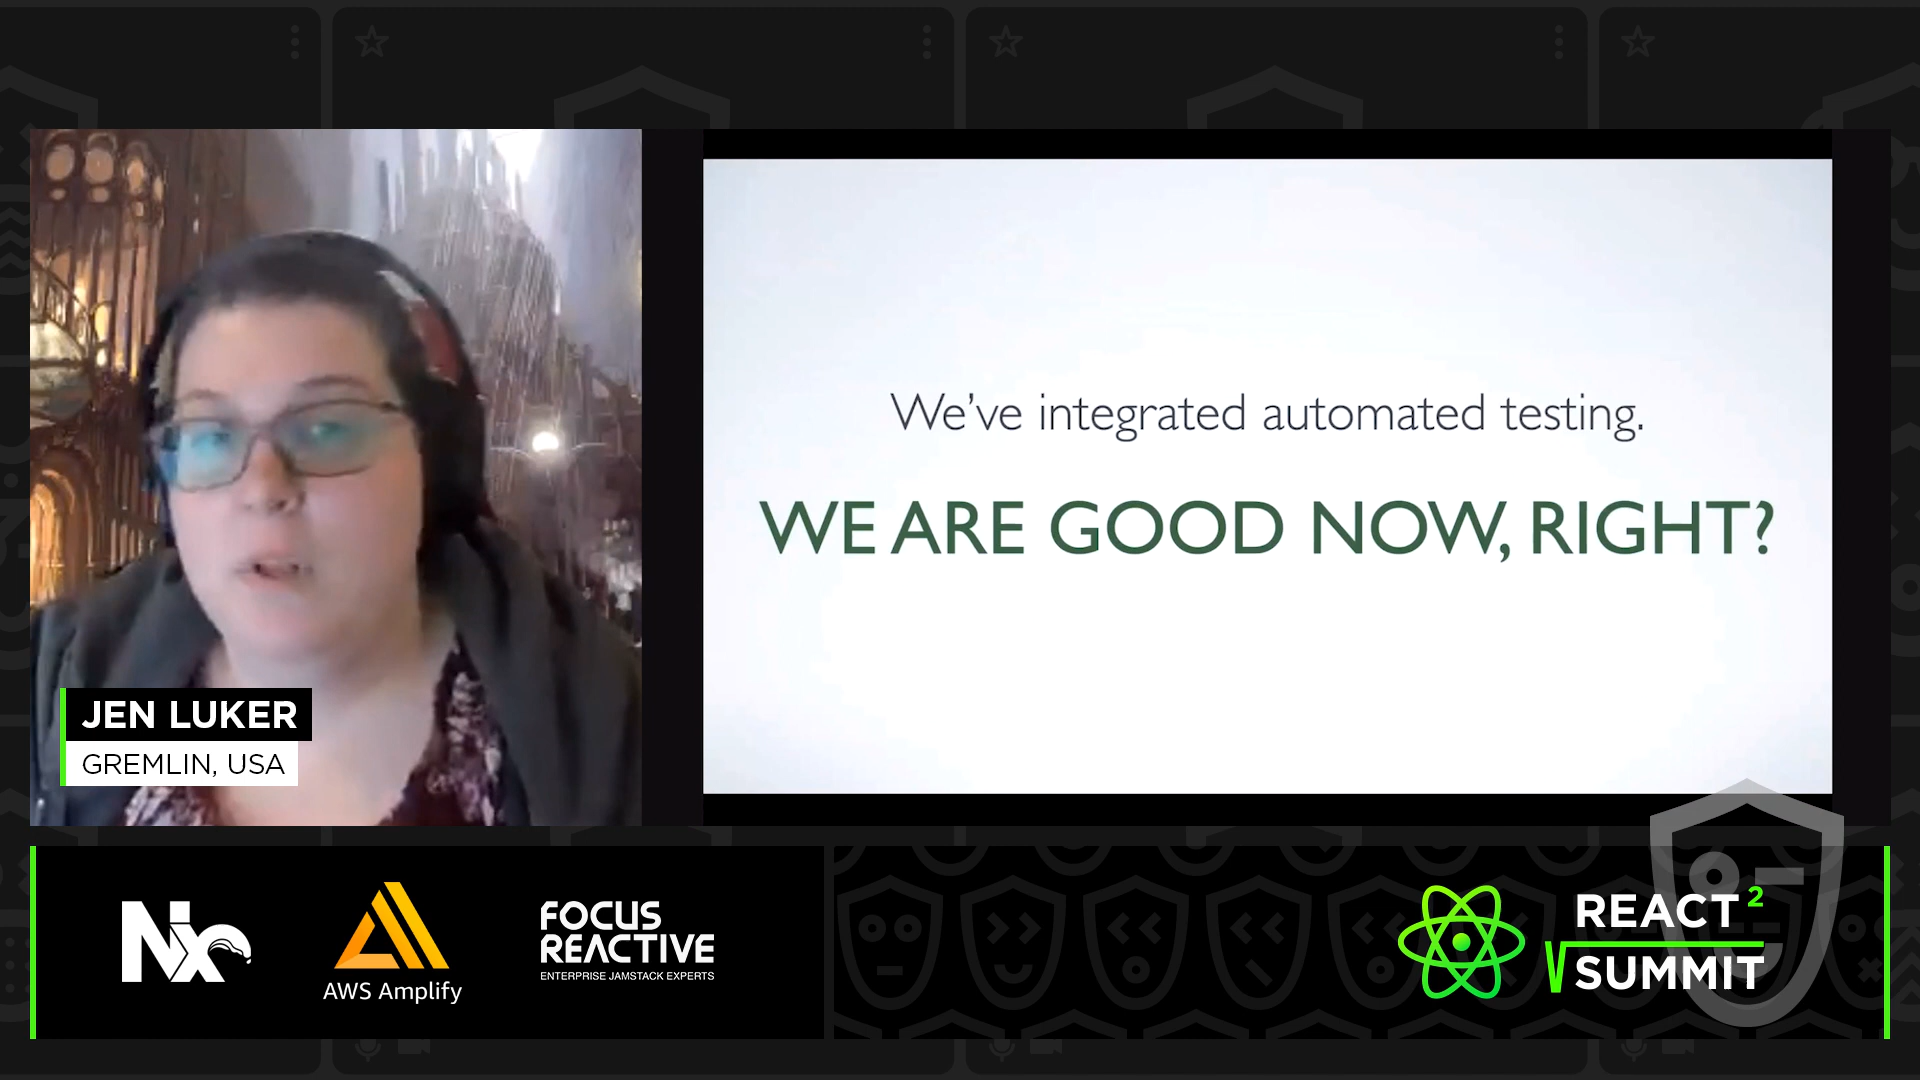 We've integrated automated testing.
WE ARE GOOD NOW, RIGHT?
JEN LUKER
GREMLIN, USA
Nx
AWS Amplify
FOCUS
REACTIVE
ENTERPRISE JAMSTACK EXPERTS
REACT 2
SUMMIT